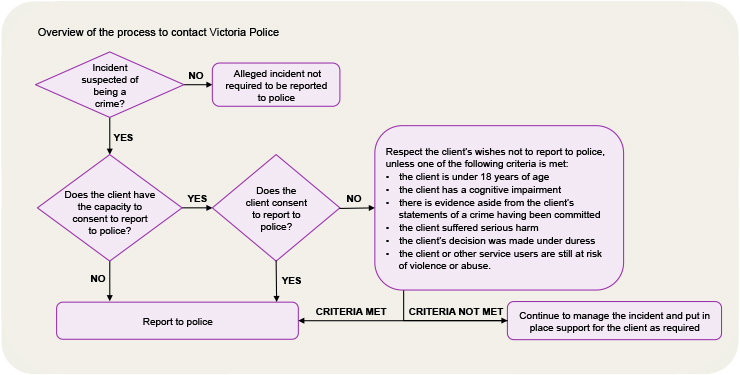 Overview of the process to contact Victoria Police
Incident
suspected of
being a
crime?
NO
Alleged incident not
required to be reported
to police
YES
Does the client have
the capacity to
consent to report
to police?
YES
Does the
client consent
to report to
police?
NO
Respect the client's wishes not to report to police,
unless one of the following criteria is met:
• the client is under 18 years of age
• the client has a cognitive impairment
• there is evidence aside from the client's
statements of a crime having been committed
• the client suffered serious harm
• the client's decision was made under duress
• the client or other service users are still at risk
of violence or abuse.
NO
YES
Report to police
CRITERIA MET
CRITERIA NOT MET
Continue to manage the incident and put in
place support for the client as required